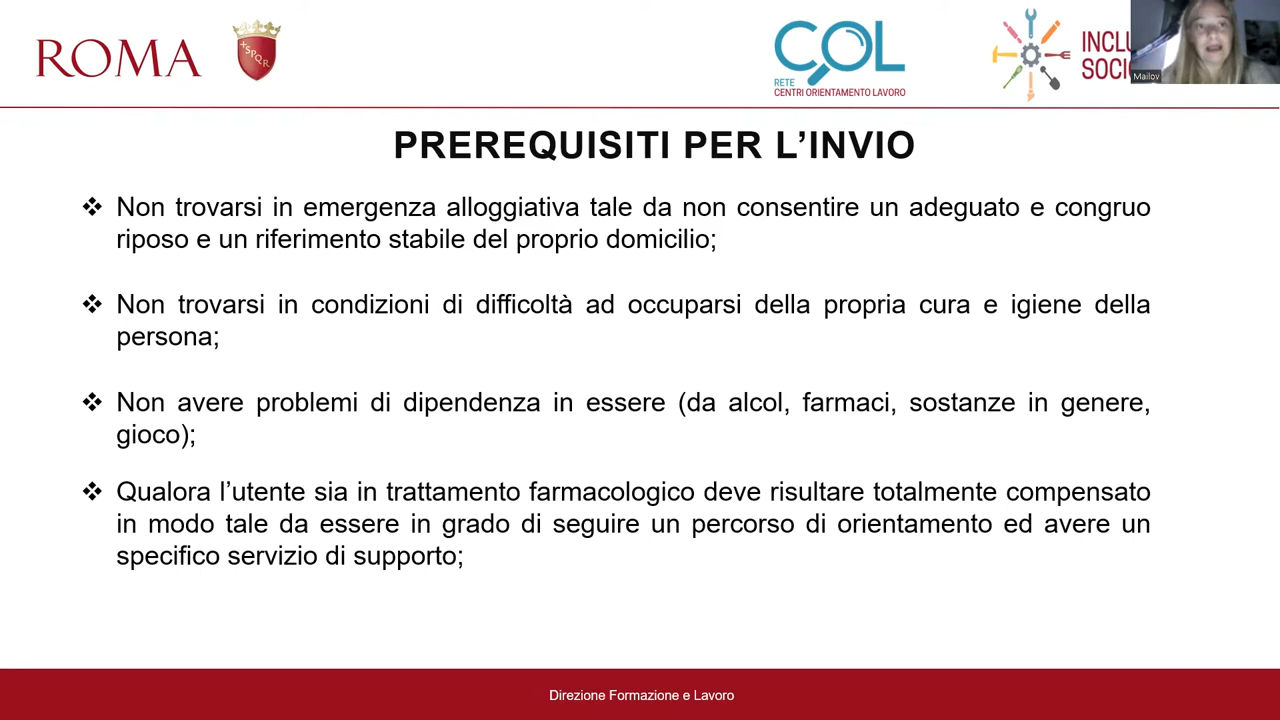 ROMA
SPQR
COL
RETE
CENTRI ORIENTAMENTO LAVORO
INCLU
SOCIO
Mailov
PREREQUISITI PER L’INVIO
❖ Non trovarsi in emergenza alloggiativa tale da non consentire un adeguato e congruo
riposo e un riferimento stabile del proprio domicilio;
❖ Non trovarsi in condizioni di difficoltà ad occuparsi della propria cura e igiene della
persona;
❖ Non avere problemi di dipendenza in essere (da alcol, farmaci, sostanze in genere,
gioco);
❖ Qualora l’utente sia in trattamento farmacologico deve risultare totalmente compensato
in modo tale da essere in grado di seguire un percorso di orientamento ed avere un
specifico servizio di supporto;
Direzione Formazione e Lavoro